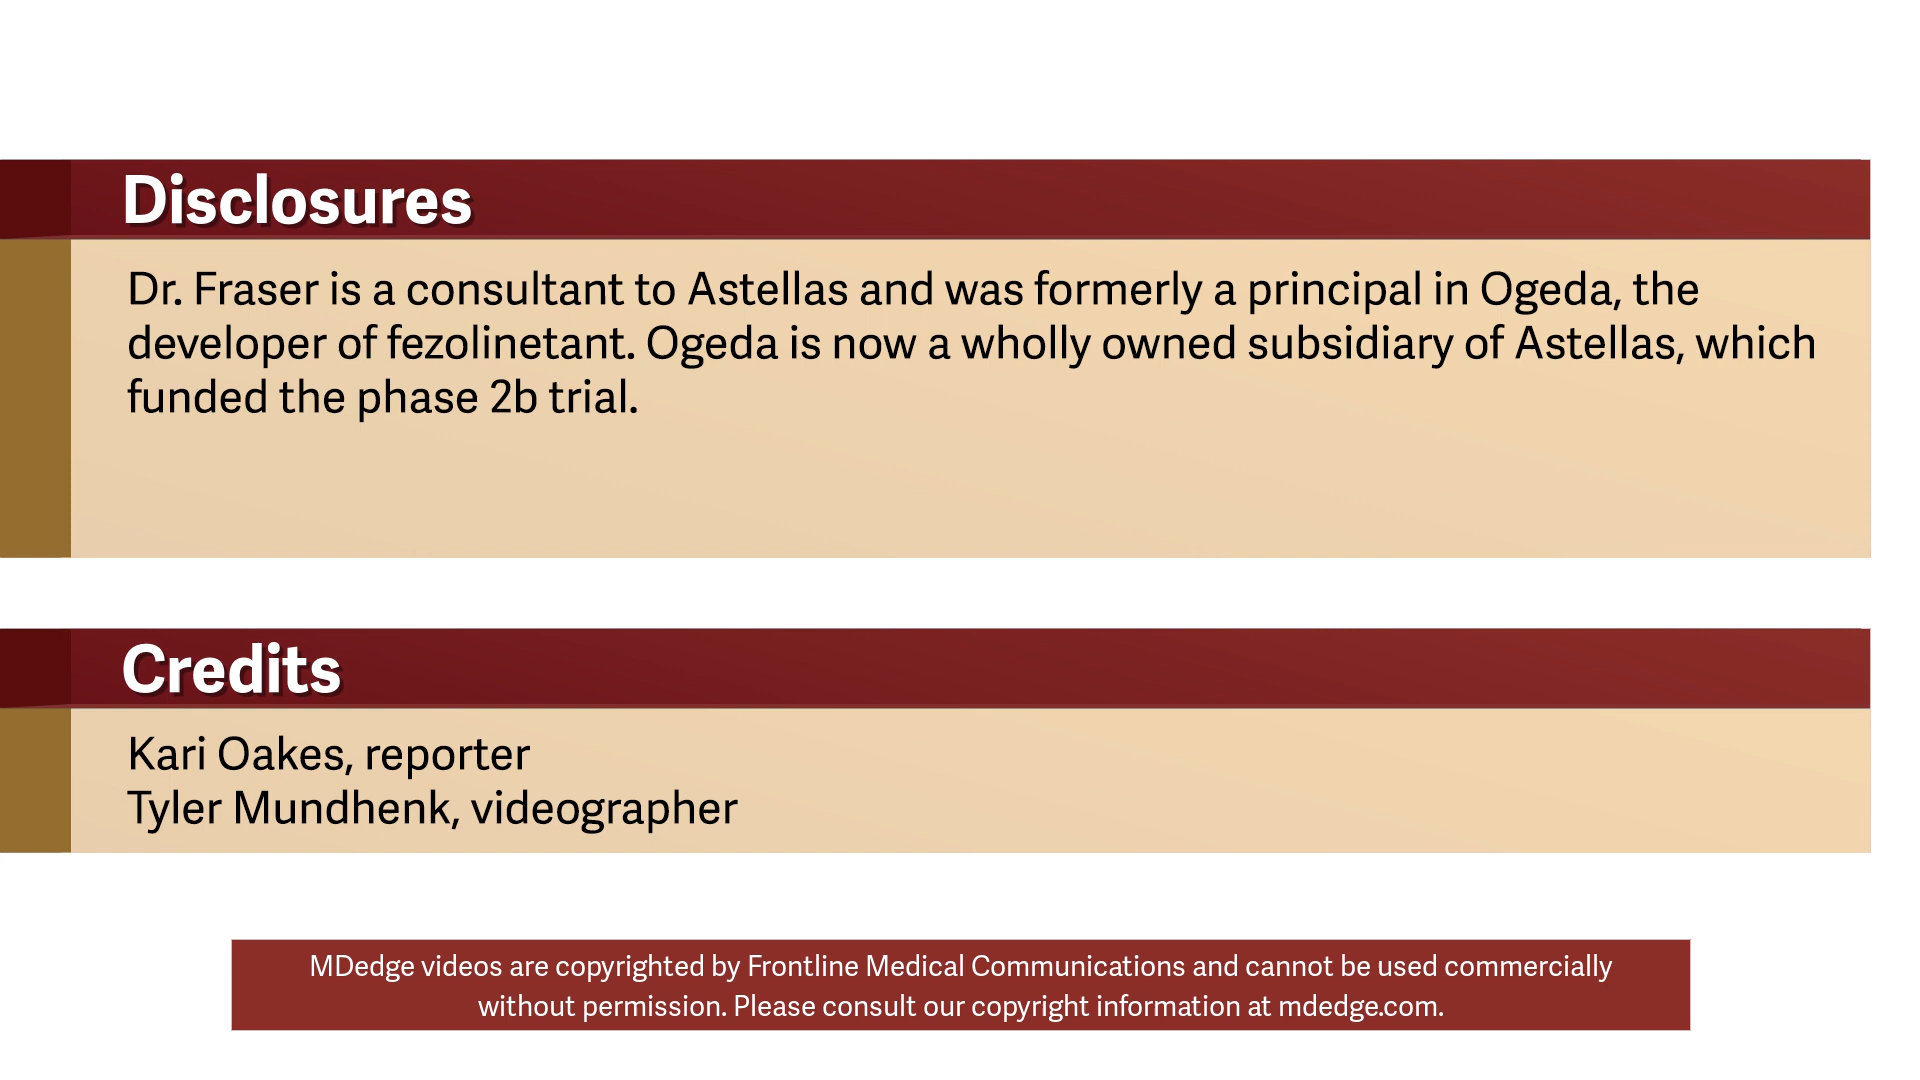 Disclosures
Dr. Fraser is a consultant to Astellas and was formerly a principal in Ogeda, the
developer of fezolinetant. Ogeda is now a wholly owned subsidiary of Astellas, which
funded the phase 2b trial.
Credits
Kari Oakes, reporter
Tyler Mundhenk, videographer
MDedge videos are copyrighted by Frontline Medical Communications and cannot be used commercially
without permission. Please consult our copyright information at mdedge.com.